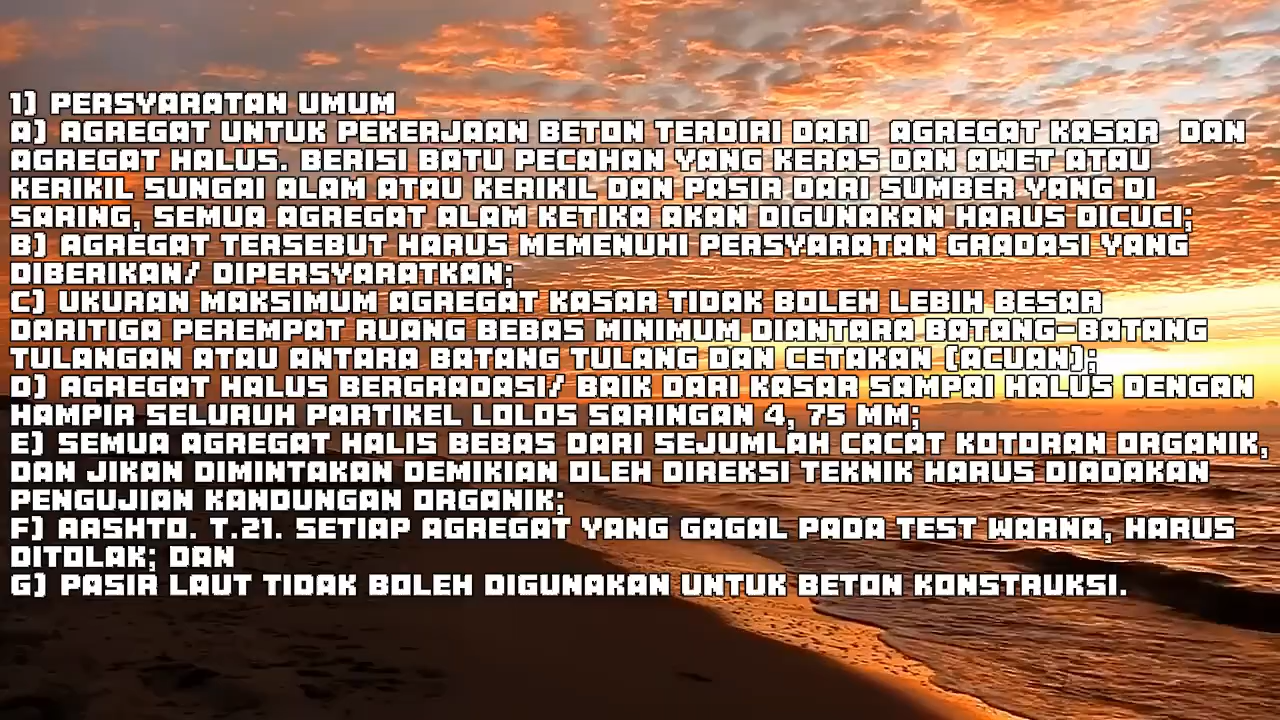 1) PERSYARATAN UMUM
A) AGREGAT UNTUK PEKERJAAN BETON TERDIRI DARI AGREGAT KASAR DAN
AGREGAT HALUS. BERISI BATU PECAHAN YANG KERAS DAN AWET ATAU
KERIKIL SUNGAI ALAM ATAU KERIKIL DAN PASIR DARI SUMBER YANG DI
SARING, SEMUA AGREGAT ALAM KETIKA AKAN DIGUNAKAN HARUS DICUCI;
B) AGREGAT TERSEBUT HARUS MEMENUHI PERSYARATAN GRADASI YANG
DIBERIKAN/ DIPERSYARATKAN;
C) UKURAN MAKSIMUM AGREGAT KASAR TIDAK BOLEH LEBIH BESAR
DARITIGA PEREMPAT RUANG BEBAS MINIMUM DIANTARA BATANG-BATANG
TULANGAN ATAU ANTARA BATANG TULANG DAN CETAKAN (ACUAN);
D) AGREGAT HALUS BERGRADASI/ BAIK DARI KASAR SAMPAI HALUS DENGAN
HAMPIR SELURUH PARTIKEL LOLOS SARINGAN 4, 75 MM;
E) SEMUA AGREGAT HALIS BEBAS DARI SEJUMLAH CACAT KOTORAN ORGANIK,
DAN JIKAN DIMINTAKAN DEMIKIAN OLEH DIREKSI TEKNIK HARUS DIADAKAN
PENGUJIAN KANDUNGAN ORGANIK;
F) AASHTO. T.21. SETIAP AGREGAT YANG GAGAL PADA TEST WARNA, HARUS
DITOLAK; DAN
G) PASIR LAUT TIDAK BOLEH DIGUNAKAN UNTUK BETON KONSTRUKSI.